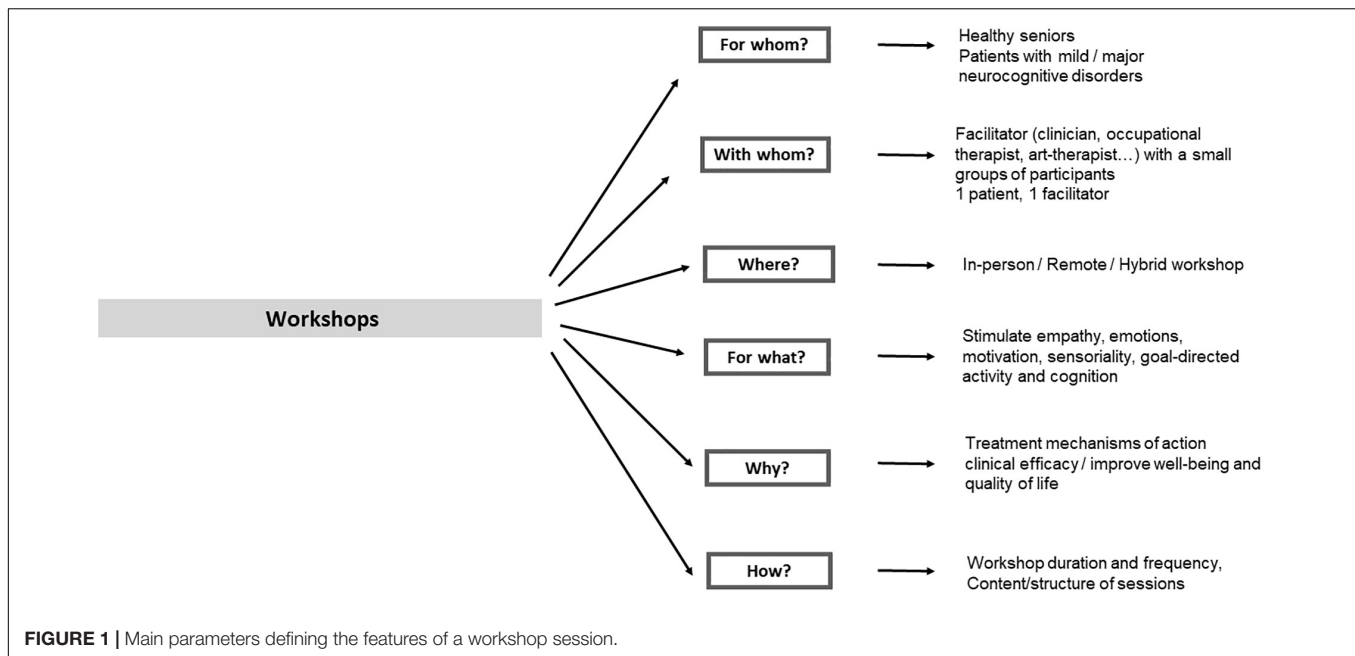 For whom?
Healthy seniors
Patients with mild / major
neurocognitive disorders
With whom?
Facilitator (clinician, occupational
therapist, art-therapist…) with a small
groups of participants
1 patient, 1 facilitator
Where?
In-person / Remote / Hybrid workshop
Workshops
For what?
Stimulate empathy, emotions,
motivation, sensoriality, goal-directed
activity and cognition
Why?
Treatment mechanisms of action
clinical efficacy / improve well-being and
quality of life
How?
Workshop duration and frequency,
Content/structure of sessions
FIGURE 1 | Main parameters defining the features of a workshop session.